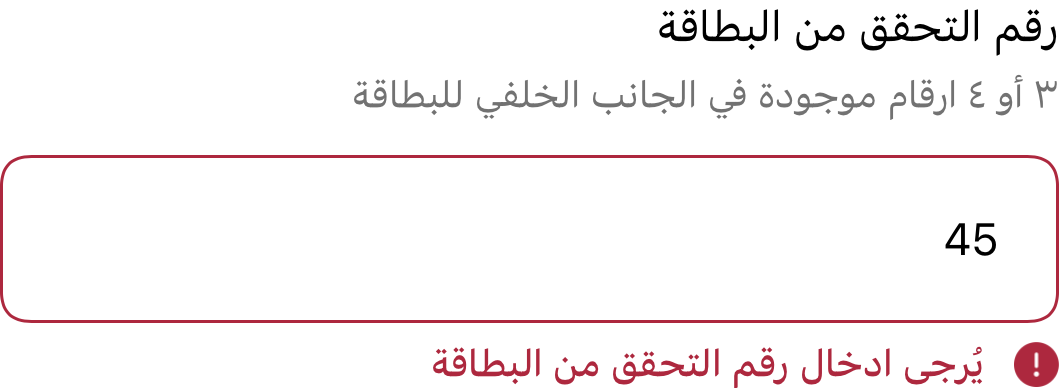 رقم التحقق من البطاقة
٣ أو ٤ ارقام موجودة في الجانب الخلفي للبطاقة
45
يُرجى ادخال رقم التحقق من البطاقة